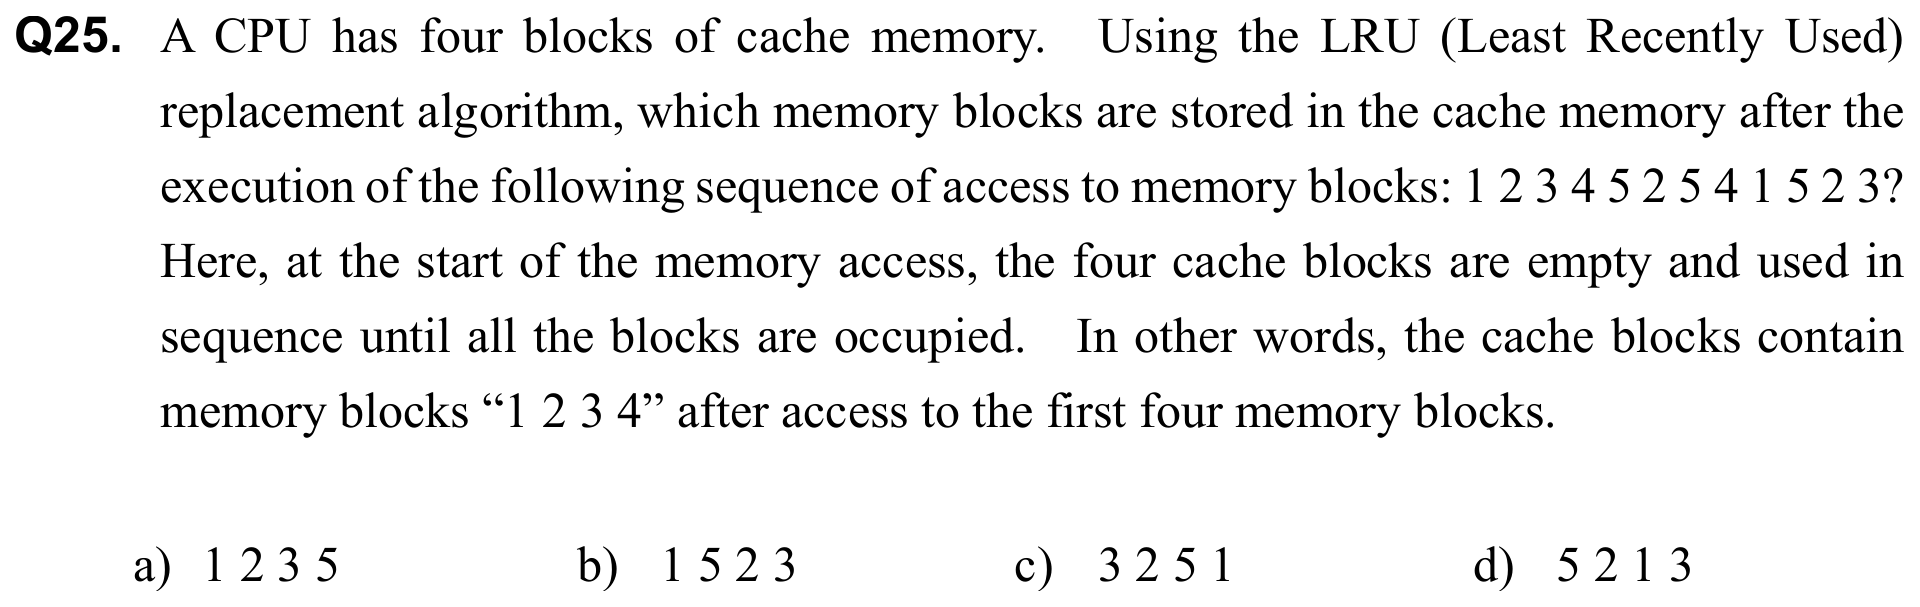 Q25. A CPU has four blocks of cache memory. Using the LRU (Least Recently Used)
replacement algorithm, which memory blocks are stored in the cache memory after the
execution of the following sequence of access to memory blocks: 1 2 3 4 5 2 5 4 1 5 2 3?
Here, at the start of the memory access, the four cache blocks are empty and used in
sequence until all the blocks are occupied. In other words, the cache blocks contain
memory blocks “1 2 3 4” after access to the first four memory blocks.
a) 1 2 3 5 b) 1 5 2 3 c) 3 2 5 1 d) 5 2 1 3